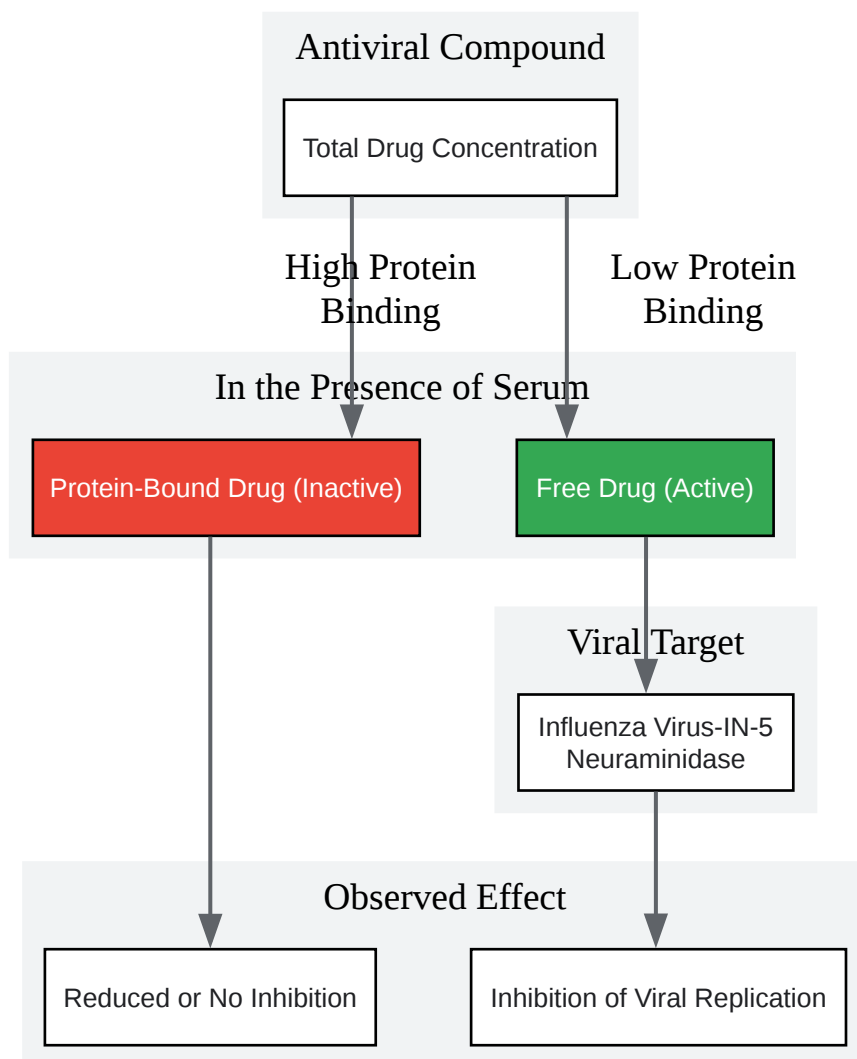 Antiviral Compound
Total Drug Concentration
High Protein
Binding
Low Protein
Binding
In the Presence of Serum
Protein-Bound Drug (Inactive)
Free Drug (Active)
Viral Target
Influenza Virus-IN-5
Neuraminidase
Observed Effect
Reduced or No Inhibition
Inhibition of Viral Replication